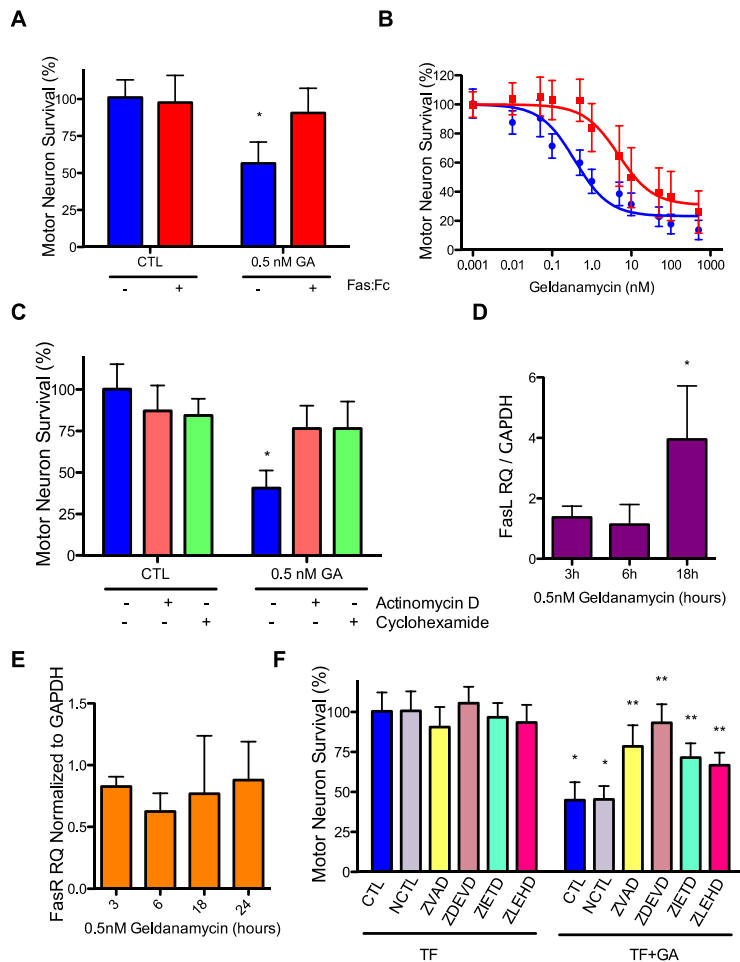 A
Motor Neuron Survival (%)
100
75
50
25
0
*
CTL
0.5 nM GA
- + - + Fas:Fc
B
Motor Neuron Survival (%)
120
100
80
60
40
20
0
0.001 0.01 0.1 1.0 10 100 1000
Geldanamycin (nM)
C
Motor Neuron Survival (%)
100
75
50
25
0
*
CTL
0.5 nM GA
- + - - + - Actinomycin D
- - + - - + Cyclohexamide
D
FasL RQ / GAPDH
6
4
2
0
*
3h 6h 18h
0.5nM Geldanamycin (hours)
E
FasR RQ Normalized to GAPDH
1.5
1.0
0.5
0.0
3 6 18 24
0.5nM Geldanamycin (hours)
F
Motor Neuron Survival (%)
100
75
50
25
0
* * ** ** ** **
CTL NCTL ZVAD ZDEVD ZIETD ZLEHD CTL NCTL ZVAD ZDEVD ZIETD ZLEHD
TF TF+GA